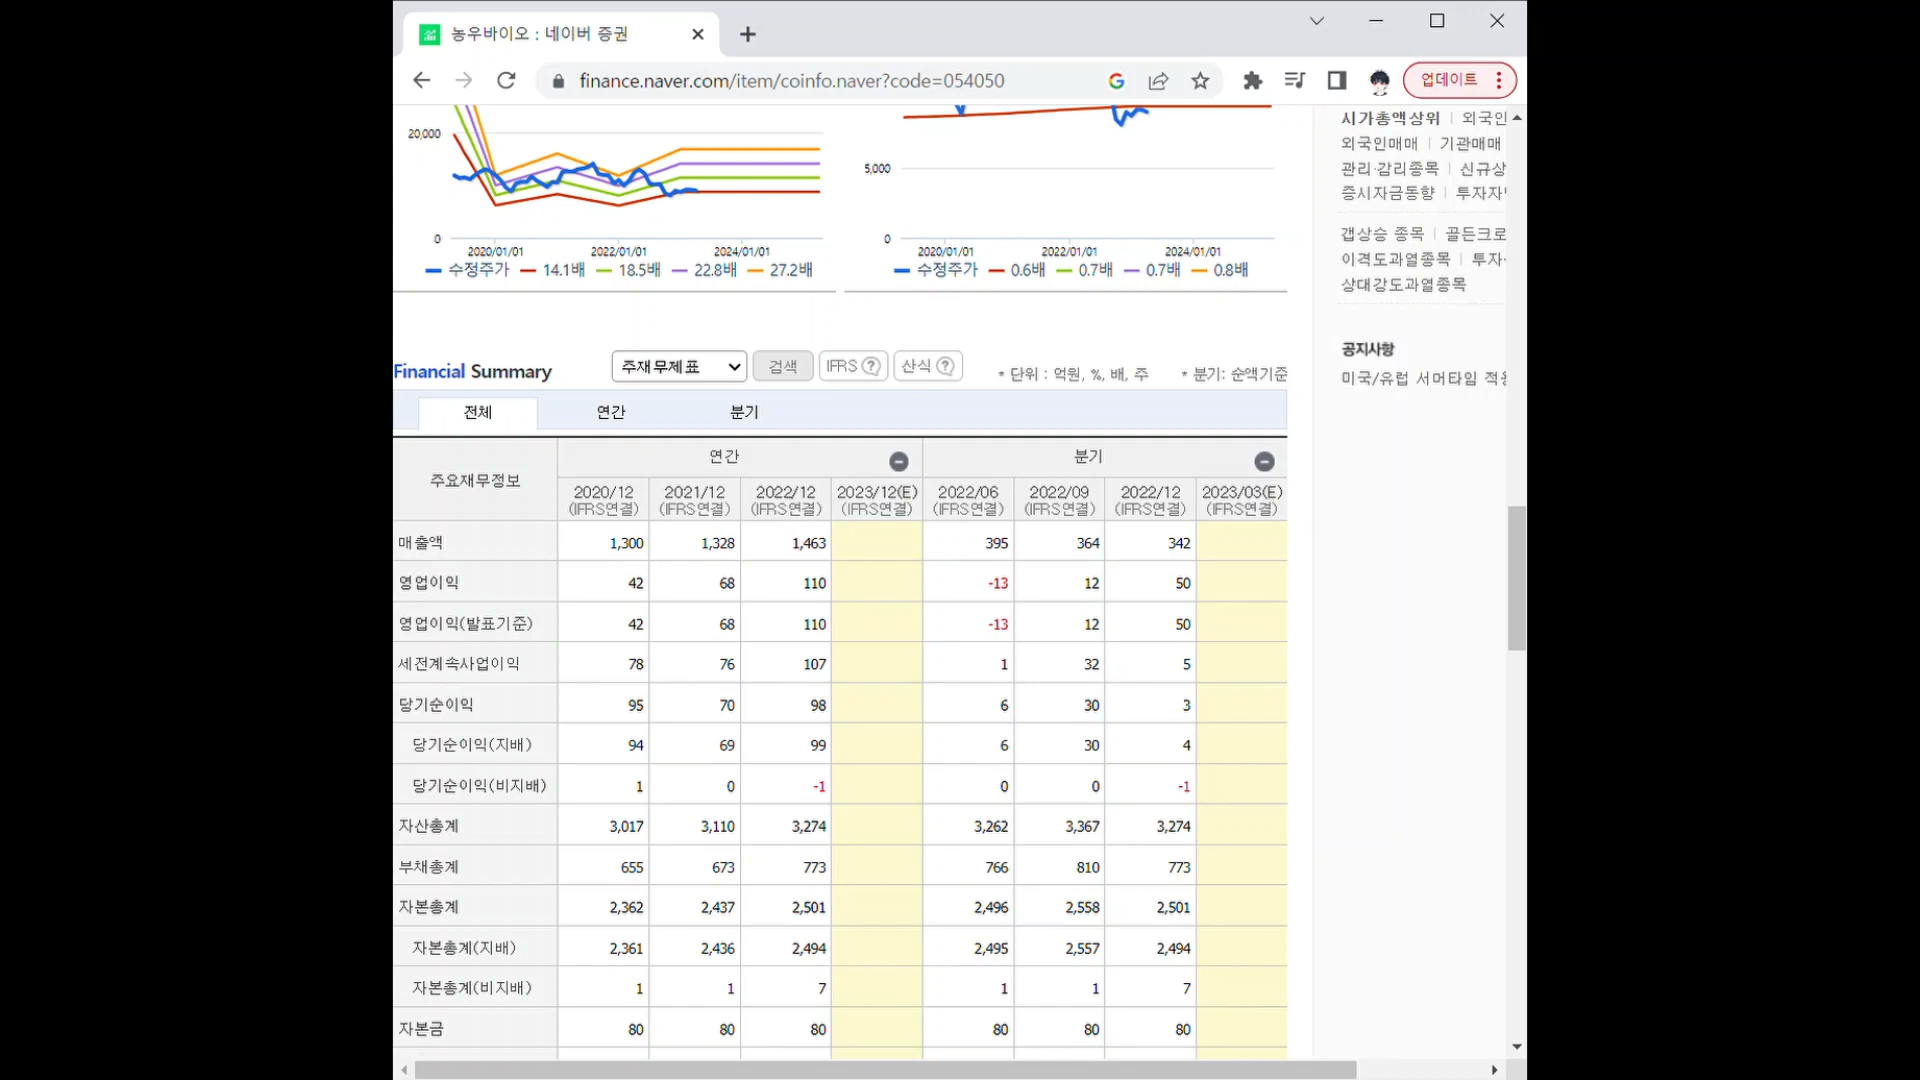 농우바이오 : 네이버 증권
finance.naver.com/item/coinfo.naver?code=054050
업데이트
20,000
0
2020/01/01 2022/01/01 2024/01/01
수정주가 14.1배 18.5배 22.8배 27.2배
5,000
0
2020/01/01 2022/01/01 2024/01/01
수정주가 0.6배 0.7배 0.7배 0.8배
시가총액상위 외국인
외국인매매 기관매매
관리·감리종목 신규상
증시자금동향 투자자
갭상승 종목 골든크로
이격도과열종목 투자
상대강도과열종목
공지사항
미국/유럽 서머타임 적용
Financial Summary 주재무제표 검색 IFRS ? 산식 ? * 단위 : 억원, %, 배, 주 * 분기: 순액기준
전체 연간 분기
주요재무정보 연간 분기
2020/12 2021/12 2022/12 2023/12(E) 2022/06 2022/09 2022/12 2023/03(E)
(IFRS연결) (IFRS연결) (IFRS연결) (IFRS연결) (IFRS연결) (IFRS연결) (IFRS연결) (IFRS연결)
매출액 1,300 1,328 1,463 395 364 342
영업이익 42 68 110 -13 12 50
영업이익(발표기준) 42 68 110 -13 12 50
세전계속사업이익 78 76 107 1 32 5
당기순이익 95 70 98 6 30 3
당기순이익(지배) 94 69 99 6 30 4
당기순이익(비지배) 1 0 -1 0 0 -1
자산총계 3,017 3,110 3,274 3,262 3,367 3,274
부채총계 655 673 773 766 810 773
자본총계 2,362 2,437 2,501 2,496 2,558 2,501
자본총계(지배) 2,361 2,436 2,494 2,495 2,557 2,494
자본총계(비지배) 1 1 7 1 1 7
자본금 80 80 80 80 80 80